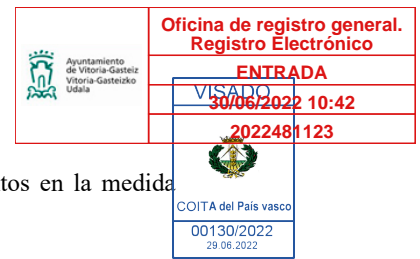 Oficina de registro general.
Registro Electrónico
Ayuntamiento
de Vitoria-Gasteiz
Vitoria-Gasteizko
Udala
ENTRADA
VISADO
30/06/2022 10:42
2022481123
tos en la medida
COITA del País vasco
00130/2022
29.06.2022